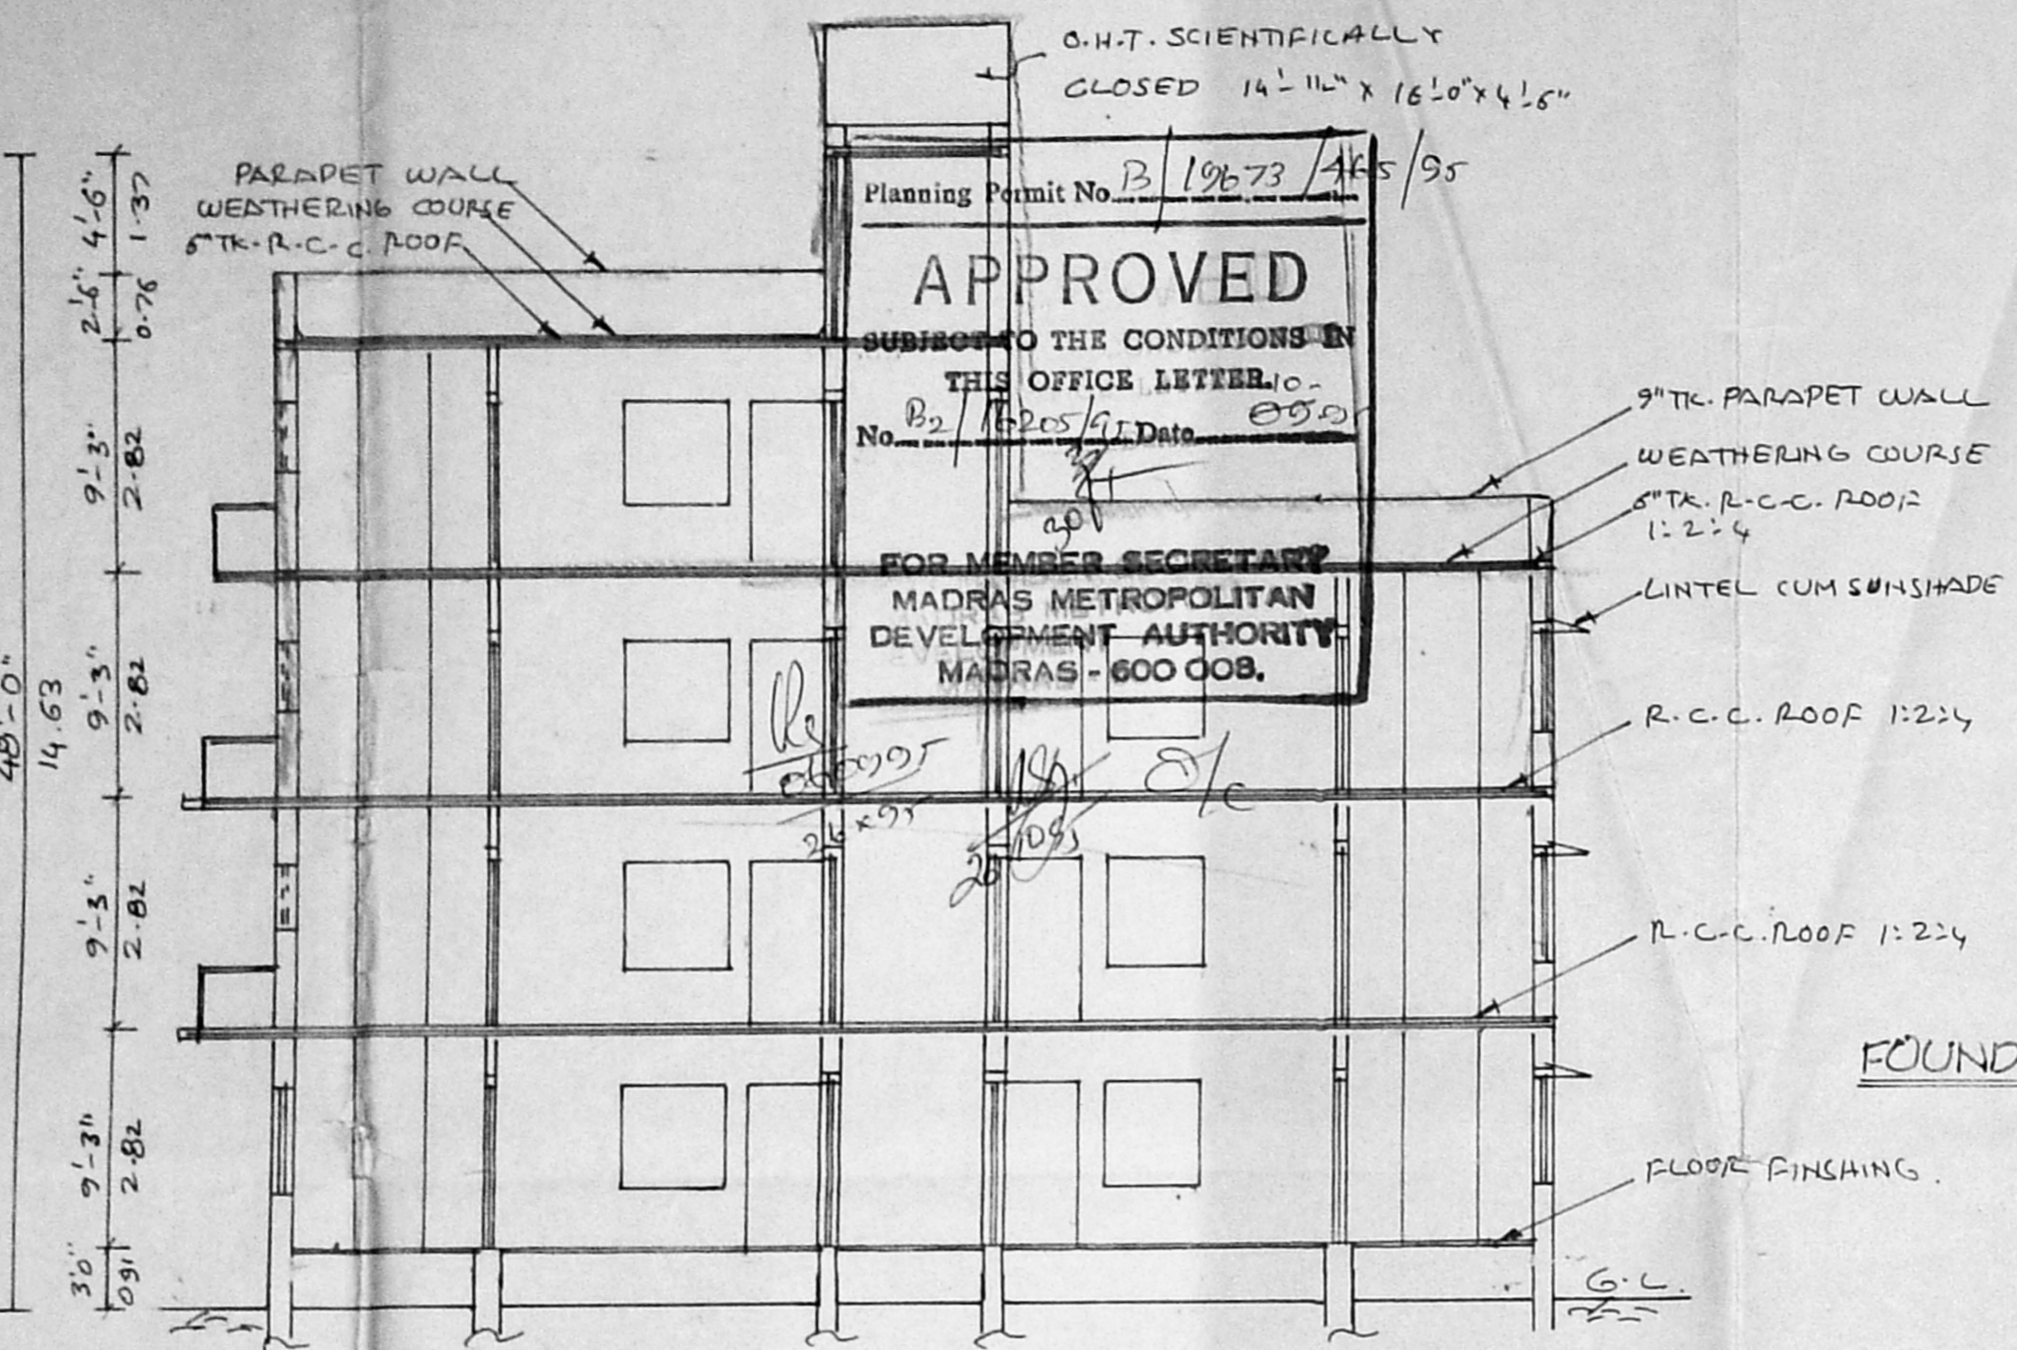 O.H.T. SCIENTIFICALLY
CLOSED 14'-11½" x 16'-0" x 4'-6"
PARAPET WALL
WEATHERING COURSE
6"TK-R.C.C. ROOF
Planning Permit No. B/19673/465/95
APPROVED
SUBJECT TO THE CONDITIONS IN
THIS OFFICE LETTER.
No. B2/16205/95 Date
FOR MEMBER SECRETARY
MADRAS METROPOLITAN
DEVELOPMENT AUTHORITY
MADRAS - 600 008.
9"TK. PARAPET WALL
WEATHERING COURSE
6"TK. R.C.C. ROOF
1:2:4
LINTEL CUM SUNSHADE
R.C.C. ROOF 1:2:4
R.C.C. ROOF 1:2:4
FOUND
FLOOR FINSHING.
G.L.
48'-0"
14.63
4'-6"
1.37
2'-6"
0.76
9'-3"
2.82
9'-3"
2.82
9'-3"
2.82
9'-3"
2.82
3'0"
O/C